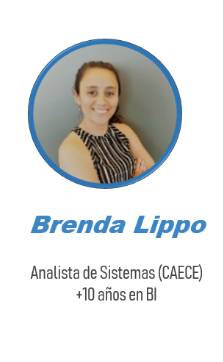 Brenda Lippo
Analista de Sistemas (CAECE)
+10 años en BI